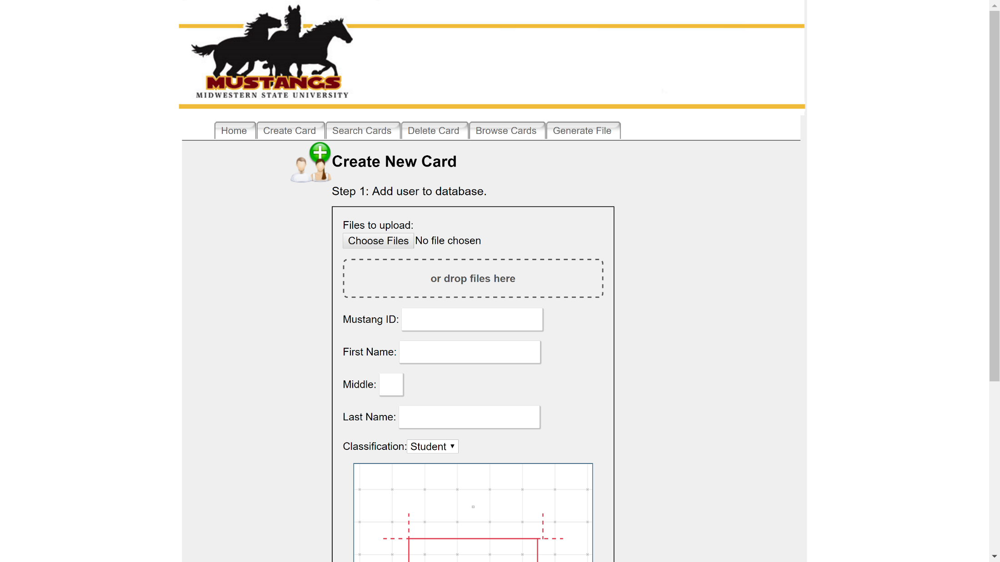 MUSTANGS
MIDWESTERN STATE UNIVERSITY
Home Create Card Search Cards Delete Card Browse Cards Generate File
Create New Card
Step 1: Add user to database.
Files to upload:
Choose Files No file chosen
or drop files here
Mustang ID:
First Name:
Middle:
Last Name:
Classification: Student